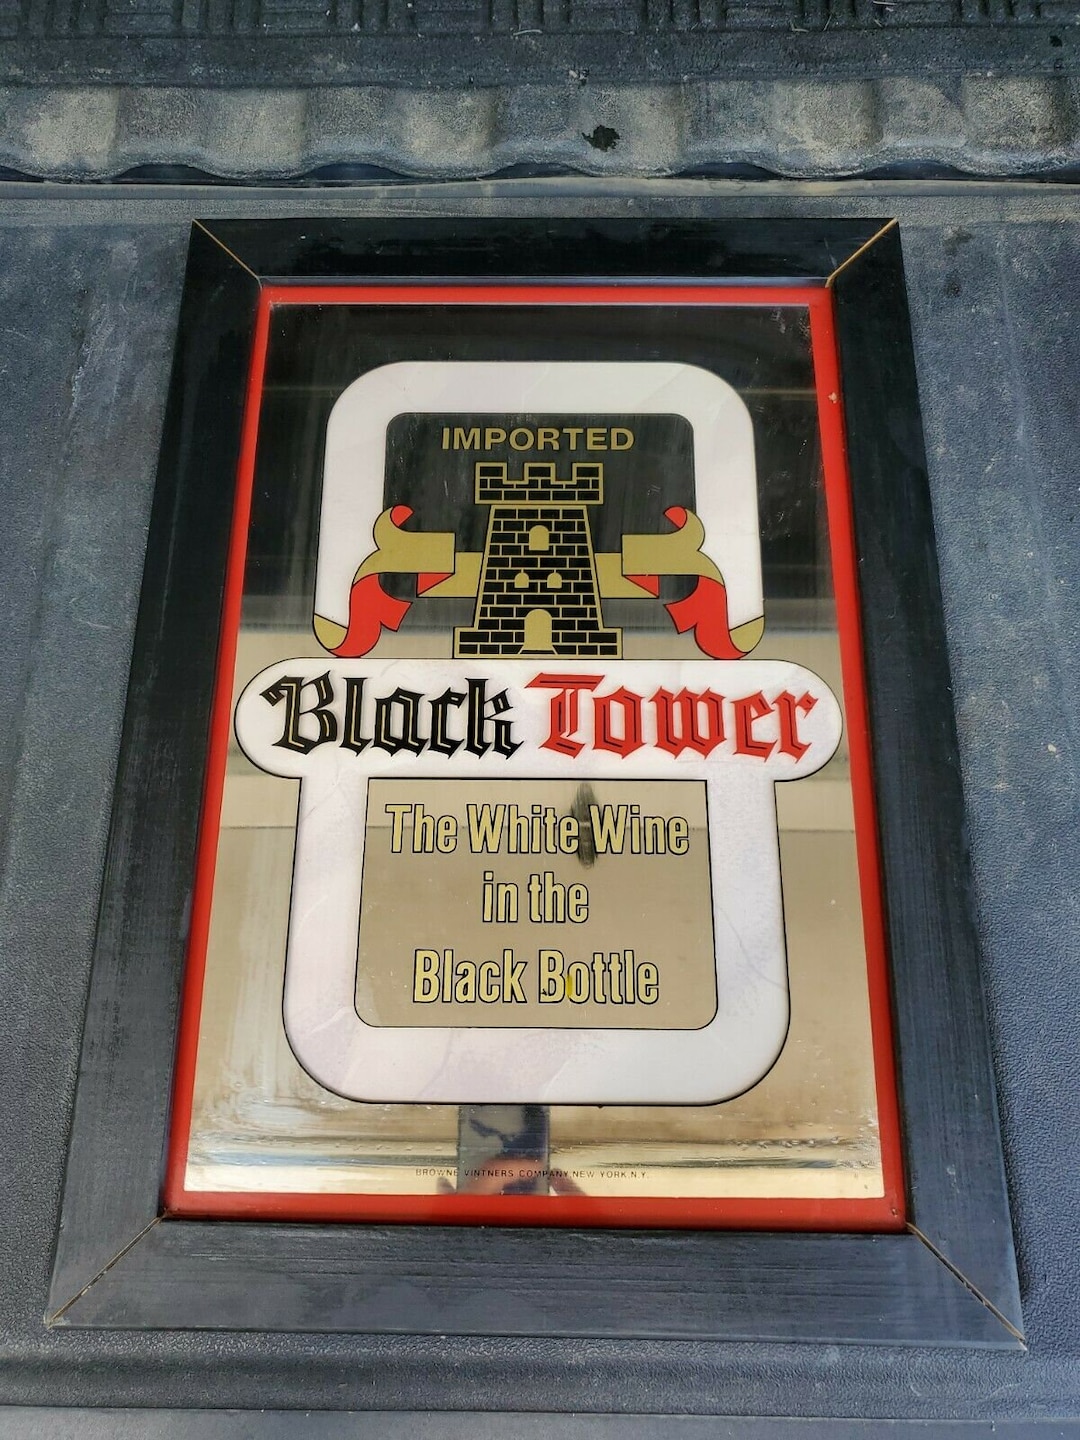 IMPORTED
Black Tower
The White Wine
in the
Black Bottle
BROWNE VINTNERS COMPANY, NEW YORK, N.Y.